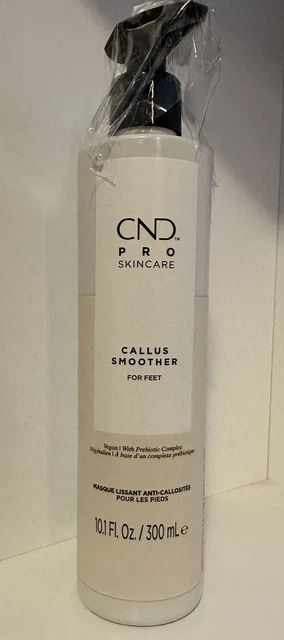 CND™
PRO
SKINCARE
CALLUS
SMOOTHER
FOR FEET
Vegan | With Prebiotic Complex
Végétalien | À base d'un complexe prébiotique
MASQUE LISSANT ANTI-CALLOSITÉS
POUR LES PIEDS
10.1 Fl. Oz. / 300 mL ℮